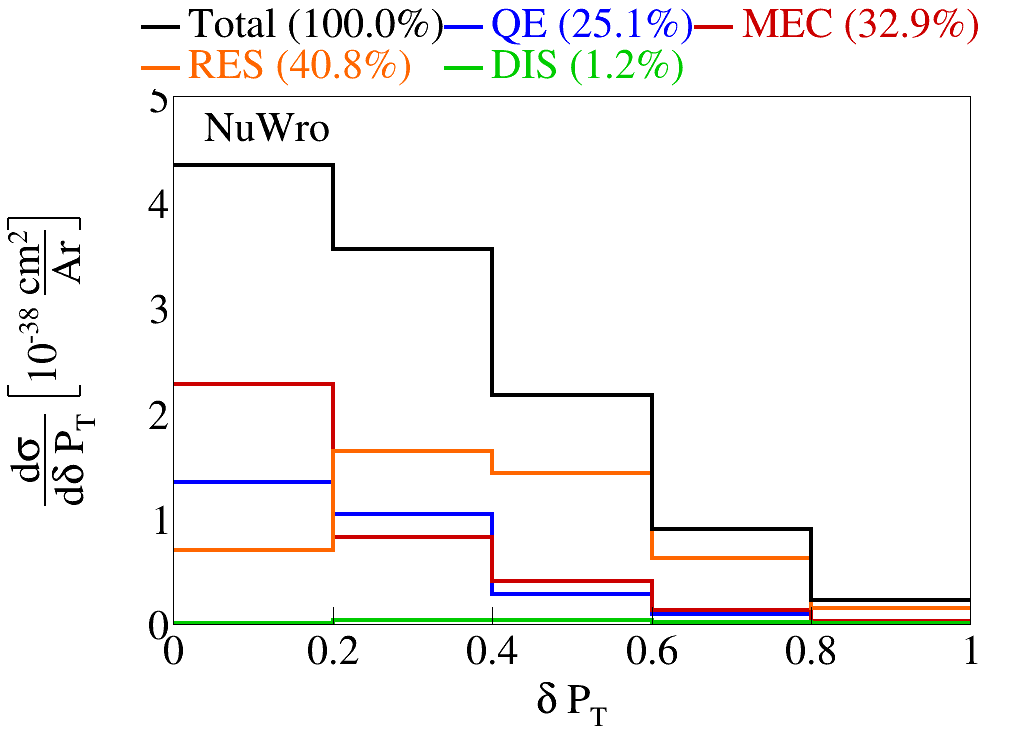 Total (100.0%) QE (25.1%) MEC (32.9%)
RES (40.8%) DIS (1.2%)
NuWro
5
4
3
2
1
0
0 0.2 0.4 0.6 0.8 1
δ P_T
dσ/dδ P_T [10^-38 cm^2/Ar]